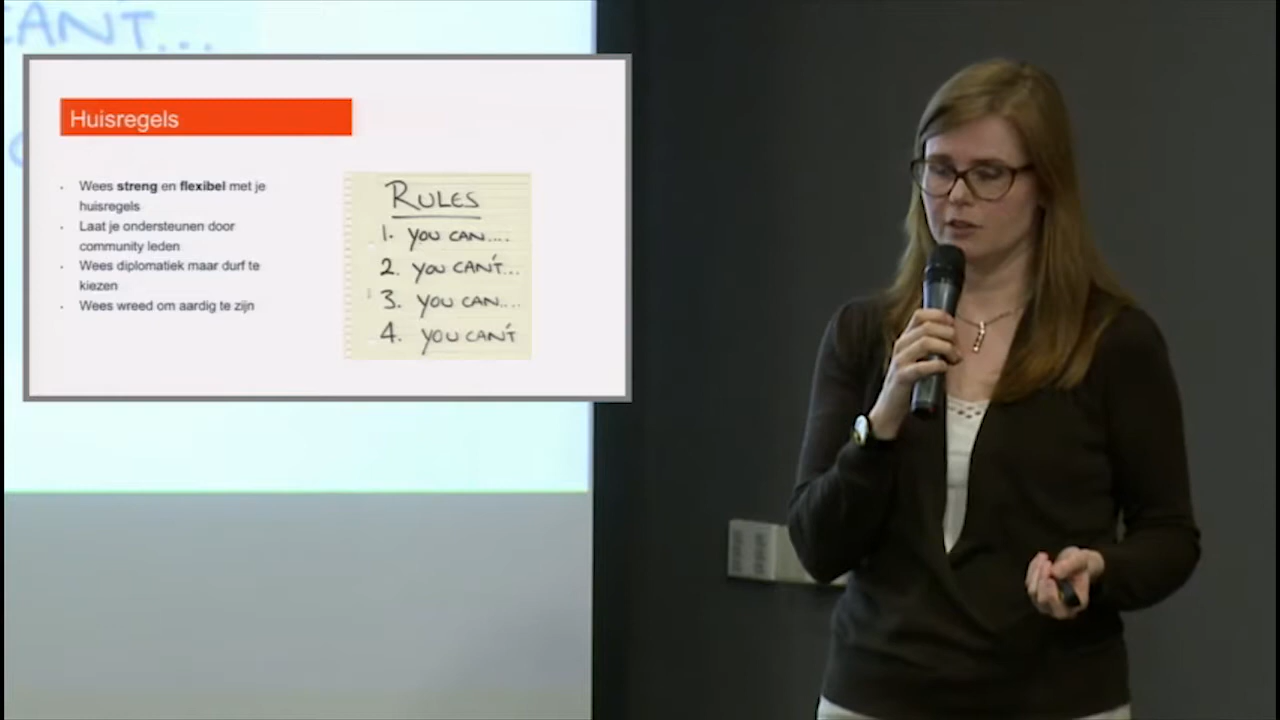 CAN'T...
Huisregels
Wees streng en flexibel met je
huisregels
Laat je ondersteunen door
community leden
Wees diplomatiek maar durf te
kiezen
Wees wreed om aardig te zijn
RULES
1. YOU CAN....
2. YOU CAN'T...
3. YOU CAN....
4. YOU CAN'T